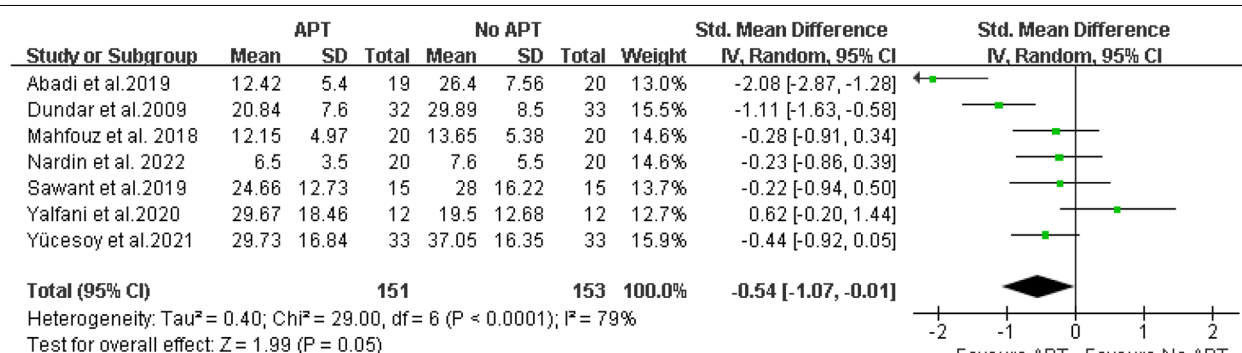 APT No APT Std. Mean Difference Std. Mean Difference
Study or Subgroup Mean SD Total Mean SD Total Weight IV, Random, 95% CI IV, Random, 95% CI
Abadi et al.2019 12.42 5.4 19 26.4 7.56 20 13.0% -2.08 [-2.87, -1.28]
Dundar et al.2009 20.84 7.6 32 29.89 8.5 33 15.5% -1.11 [-1.63, -0.58]
Mahfouz et al. 2018 12.15 4.97 20 13.65 5.38 20 14.6% -0.28 [-0.91, 0.34]
Nardin et al. 2022 6.5 3.5 20 7.6 5.5 20 14.6% -0.23 [-0.86, 0.39]
Sawant et al.2019 24.66 12.73 15 28 16.22 15 13.7% -0.22 [-0.94, 0.50]
Yalfani et al.2020 29.67 18.46 12 19.5 12.68 12 12.7% 0.62 [-0.20, 1.44]
Yücesoy et al.2021 29.73 16.84 33 37.05 16.35 33 15.9% -0.44 [-0.92, 0.05]
Total (95% CI) 151 153 100.0% -0.54 [-1.07, -0.01]
Heterogeneity: Tau² = 0.40; Chi² = 29.00, df = 6 (P < 0.0001); I² = 79%
Test for overall effect: Z = 1.99 (P = 0.05)
-2 -1 0 1 2